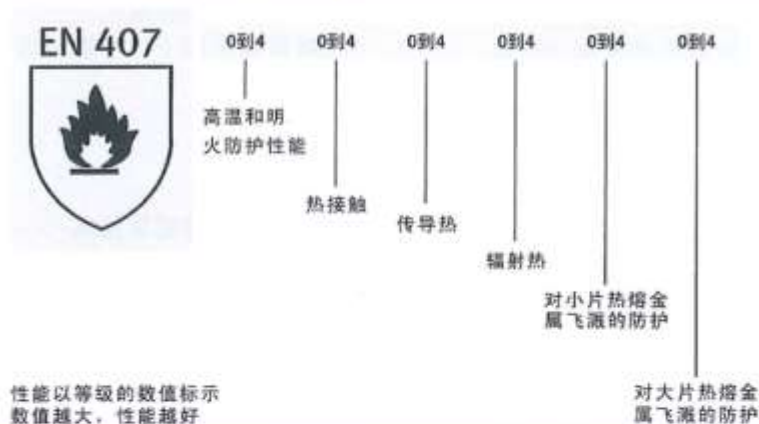 EN 407
0到4 0到4 0到4 0到4 0到4 0到4
高温和明
火防护性能
热接触
传导热
辐射热
对小片热熔金
属飞溅的防护
对大片热熔金
属飞溅的防护
性能以等级的数值标示
数值越大，性能越好